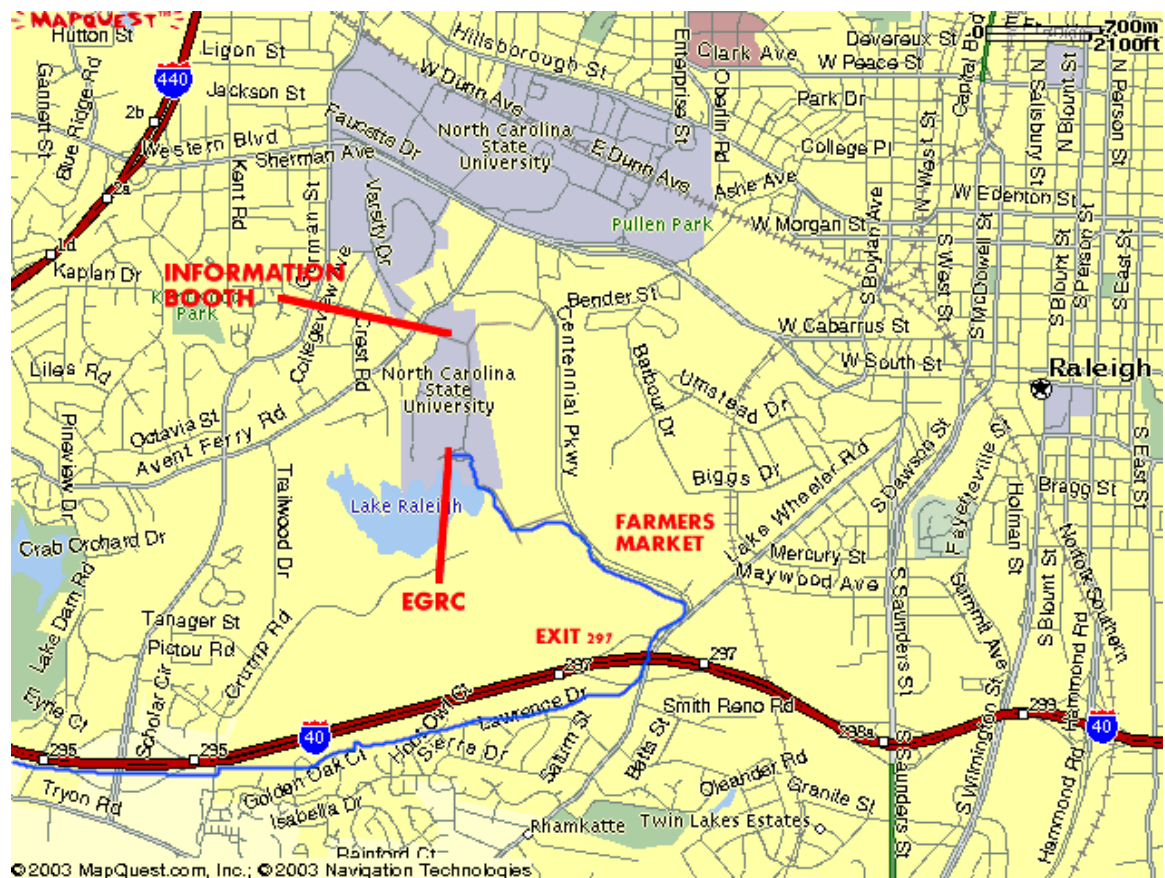 MAPQUEST™
Hutton St
Ligon St
440
Gannett St
Blue Ridge Rd
Jackson St
2b
Western Blvd
2a
Kent Rd
Faucette Dr
Sherman Ave
Hillsborough St
W Dunn Ave
North Carolina
State
University
E Dunn Ave
Enterprise St
Clark Ave
Oberlin Rd
Devereux St
W Peace St
Capital Bl
0
700m
2100ft
Park Dr
College Pl
Ashe Ave
Pullen Park
W Morgan St
N West St
N Salisbury St
N Blount St
N Person St
W Edenton St
1d
Kaplan Dr
Gorman St
Varsity Dr
INFORMATION
BOOTH
Park
Collegeview Ave
Crest Rd
Bender St
Centennial Pkwy
S Boylan Ave
S West St
S McDowell St
S Blount St
S Person St
S East St
W Cabarrus St
W South St
Raleigh
North Carolina
State
University
Liles Rd
Octavia St
Avent Ferry Rd
Pineview Dr
Trailwood Dr
Barbour Dr
Umstead Dr
Biggs Dr
Lake Raleigh
FARMERS
MARKET
Lake Wheeler Rd
S Dawson St
Fayetteville St
Holman St
Bragg St
S East St
Crab Orchard Dr
Mercury St
Maywood Ave
Norfolk Southern
EGRC
Lake Dam Rd
Tanager St
Pictou Rd
Scholar Cir
Crump Rd
EXIT 297
297
297
S Saunders St
Summit Ave
S Blount St
Hammond Rd
Eyrie Ct
295
295
40
Hoot Owl Ct
Lawrence Dr
Sierra Dr
Saturn St
Batts St
Smith Reno Rd
298a
299
40
Tryon Rd
Golden Oak Ct
Isabella Dr
Oleander Rd
Granite St
S Saunders St
S Wilmington St
Hammond Rd
Rhamkatte
Twin Lakes Estates
Rainford Ct
©2003 MapQuest.com, Inc.; ©2003 Navigation Technologies